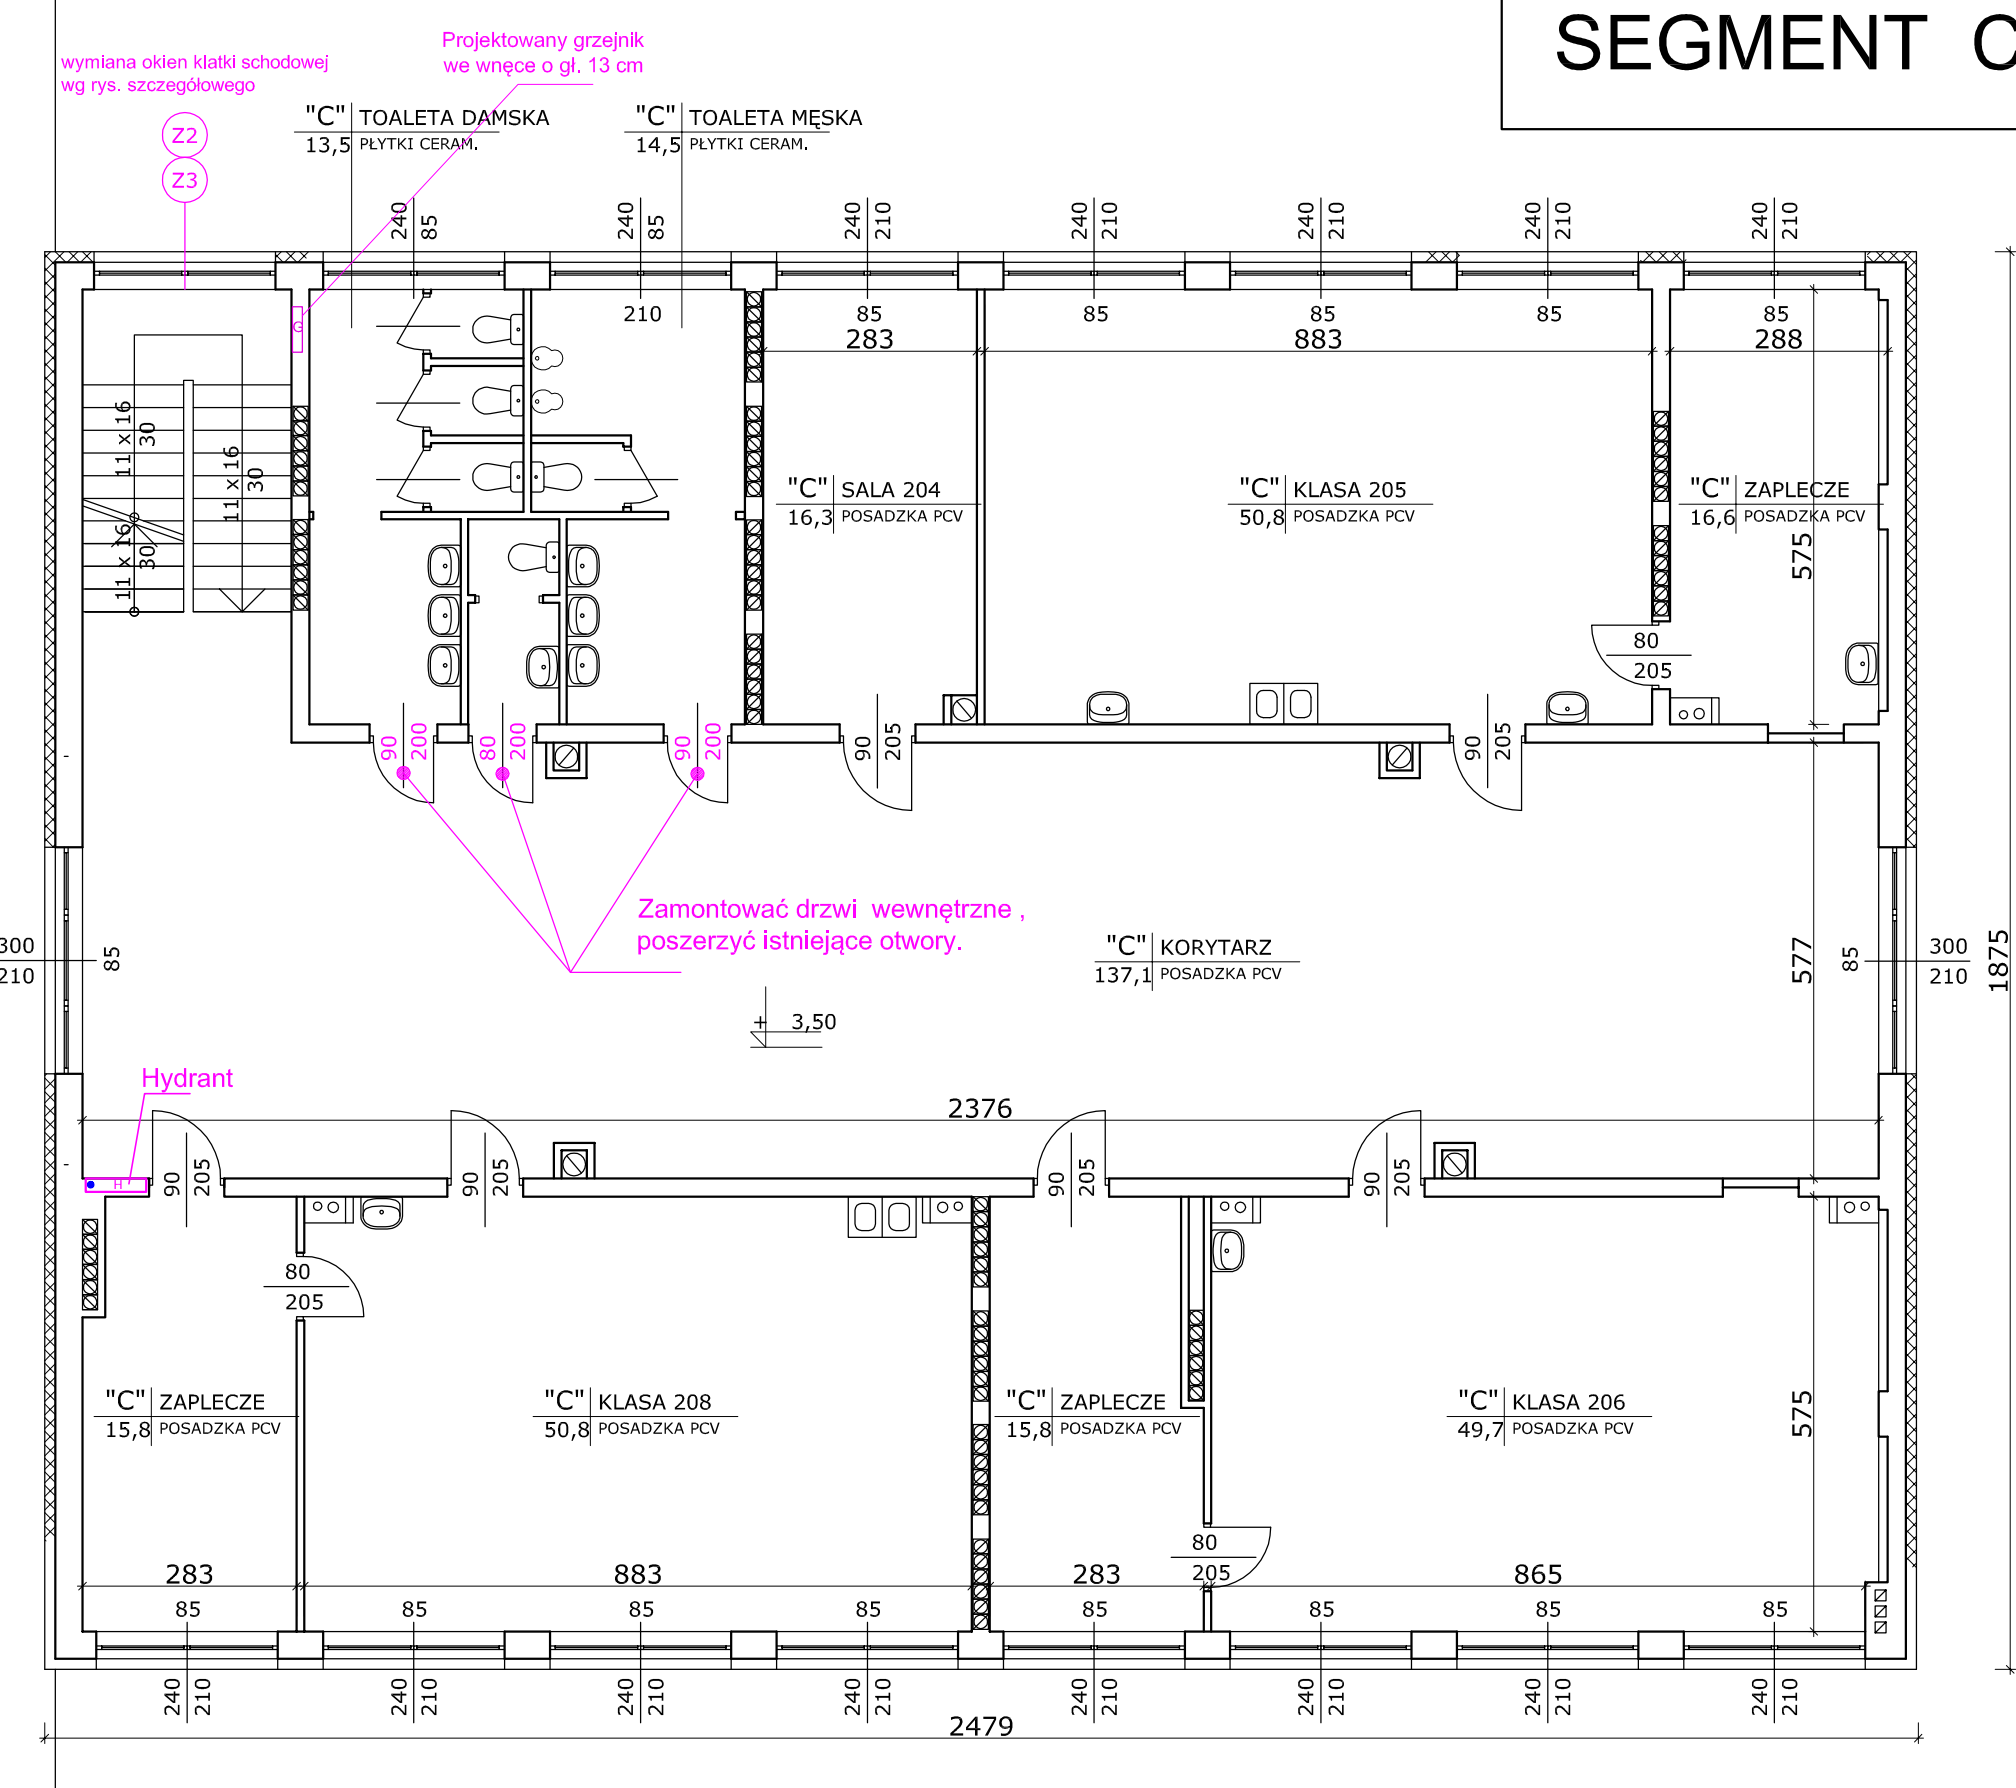 SEGMENT C
Projektowany grzejnik
we wnęce o gł. 13 cm
wymiana okien klatki schodowej
wg rys. szczegółowego
Z2
Z3
"C" TOALETA DAMSKA
13,5 PŁYTKI CERAM.
"C" TOALETA MĘSKA
14,5 PŁYTKI CERAM.
240 85
240 85
240 210
240 210
240 210
240 210
240 210
210
85
85
85
85
85
283
883
288
G
11 x 16
30
11 x 16
30
11 x 16
30
"C" SALA 204
16,3 POSADZKA PCV
"C" KLASA 205
50,8 POSADZKA PCV
"C" ZAPLECZE
16,6 POSADZKA PCV
575
80
205
90 200
80 200
90 200
90 205
90 205
Zamontować drzwi wewnętrzne ,
poszerzyć istniejące otwory.
"C" KORYTARZ
137,1 POSADZKA PCV
300
210
85
577
85
300
210
1875
+ 3,50
Hydrant
2376
H
90 205
90 205
90 205
90 205
80
205
"C" ZAPLECZE
15,8 POSADZKA PCV
"C" KLASA 208
50,8 POSADZKA PCV
"C" ZAPLECZE
15,8 POSADZKA PCV
"C" KLASA 206
49,7 POSADZKA PCV
575
80
205
283
883
283
865
85
85
85
85
85
85
85
85
240 210
240 210
240 210
240 210
240 210
240 210
240 210
240 210
2479